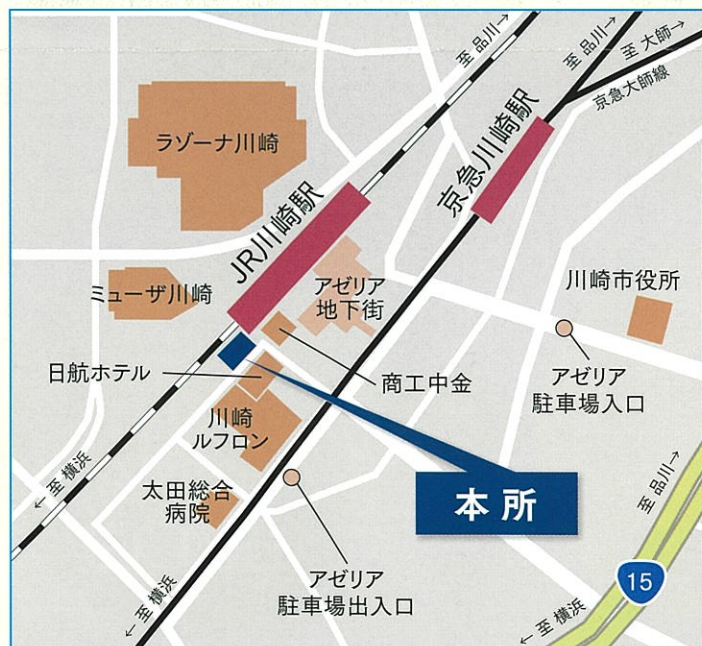 至 品川→
至 品川→
至 大師→
京急大師線
ラゾーナ川崎
京急川崎駅
JR川崎駅
ミューザ川崎
アゼリア
地下街
川崎市役所
日航ホテル
商工中金
アゼリア
駐車場入口
川崎
ルフロン
←至 横浜
太田総合
病院
本所
至 品川→
アゼリア
駐車場出入口
15
←至 横浜
←至 横浜